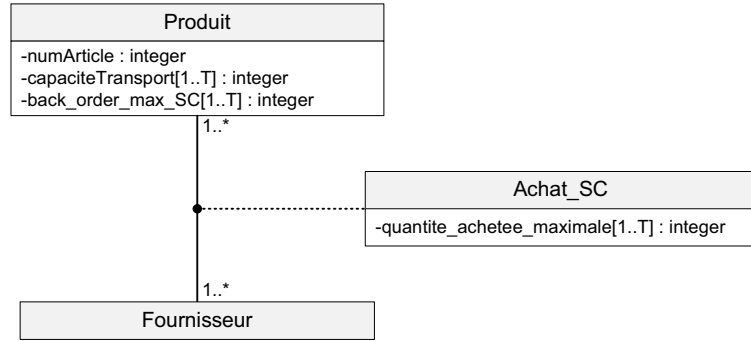 Produit
-numArticle : integer
-capaciteTransport[1..T] : integer
-back_order_max_SC[1..T] : integer
1..*
Achat_SC
-quantite_achetee_maximale[1..T] : integer
1..*
Fournisseur